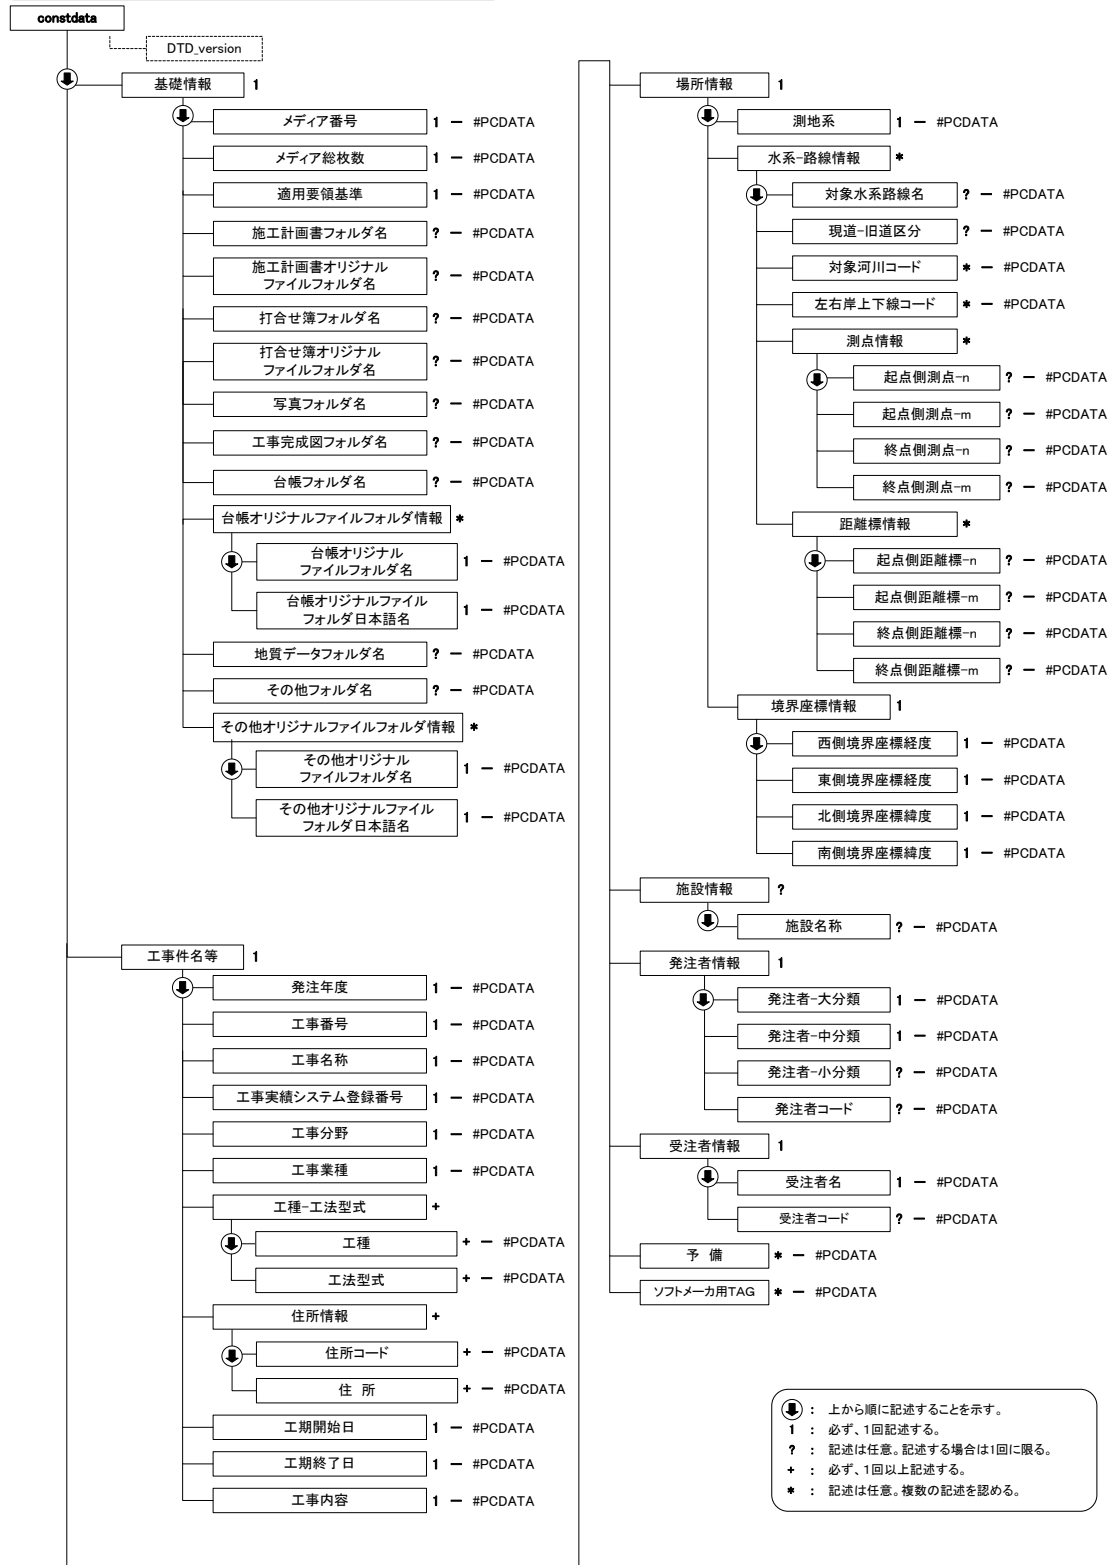 constdata
DTD_version
基礎情報 1
メディア番号 1 － #PCDATA
メディア総枚数 1 － #PCDATA
適用要領基準 1 － #PCDATA
施工計画書フォルダ名 ? － #PCDATA
施工計画書オリジナル
ファイルフォルダ名 ? － #PCDATA
打合せ簿フォルダ名 ? － #PCDATA
打合せ簿オリジナル
ファイルフォルダ名 ? － #PCDATA
写真フォルダ名 ? － #PCDATA
工事完成図フォルダ名 ? － #PCDATA
台帳フォルダ名 ? － #PCDATA
台帳オリジナルファイルフォルダ情報 *
台帳オリジナル
ファイルフォルダ名 1 － #PCDATA
台帳オリジナルファイル
フォルダ日本語名 1 － #PCDATA
地質データフォルダ名 ? － #PCDATA
その他フォルダ名 ? － #PCDATA
その他オリジナルファイルフォルダ情報 *
その他オリジナル
ファイルフォルダ名 1 － #PCDATA
その他オリジナルファイル
フォルダ日本語名 1 － #PCDATA
工事件名等 1
発注年度 1 － #PCDATA
工事番号 1 － #PCDATA
工事名称 1 － #PCDATA
工事実績システム登録番号 1 － #PCDATA
工事分野 1 － #PCDATA
工事業種 1 － #PCDATA
工種-工法型式 +
工種 + － #PCDATA
工法型式 + － #PCDATA
住所情報 +
住所コード + － #PCDATA
住 所 + － #PCDATA
工期開始日 1 － #PCDATA
工期終了日 1 － #PCDATA
工事内容 1 － #PCDATA
場所情報 1
測地系 1 － #PCDATA
水系-路線情報 *
対象水系路線名 ? － #PCDATA
現道-旧道区分 ? － #PCDATA
対象河川コード * － #PCDATA
左右岸上下線コード * － #PCDATA
測点情報 *
起点側測点-n ? － #PCDATA
起点側測点-m ? － #PCDATA
終点側測点-n ? － #PCDATA
終点側測点-m ? － #PCDATA
距離標情報 *
起点側距離標-n ? － #PCDATA
起点側距離標-m ? － #PCDATA
終点側距離標-n ? － #PCDATA
終点側距離標-m ? － #PCDATA
境界座標情報 1
西側境界座標経度 1 － #PCDATA
東側境界座標経度 1 － #PCDATA
北側境界座標緯度 1 － #PCDATA
南側境界座標緯度 1 － #PCDATA
施設情報 ?
施設名称 ? － #PCDATA
発注者情報 1
発注者-大分類 1 － #PCDATA
発注者-中分類 1 － #PCDATA
発注者-小分類 ? － #PCDATA
発注者コード ? － #PCDATA
受注者情報 1
受注者名 1 － #PCDATA
受注者コード ? － #PCDATA
予 備 * － #PCDATA
ソフトメーカ用TAG * － #PCDATA
： 上から順に記述することを示す。
1 ： 必ず、1回記述する。
? ： 記述は任意。記述する場合は1回に限る。
+ ： 必ず、1回以上記述する。
* ： 記述は任意。複数の記述を認める。